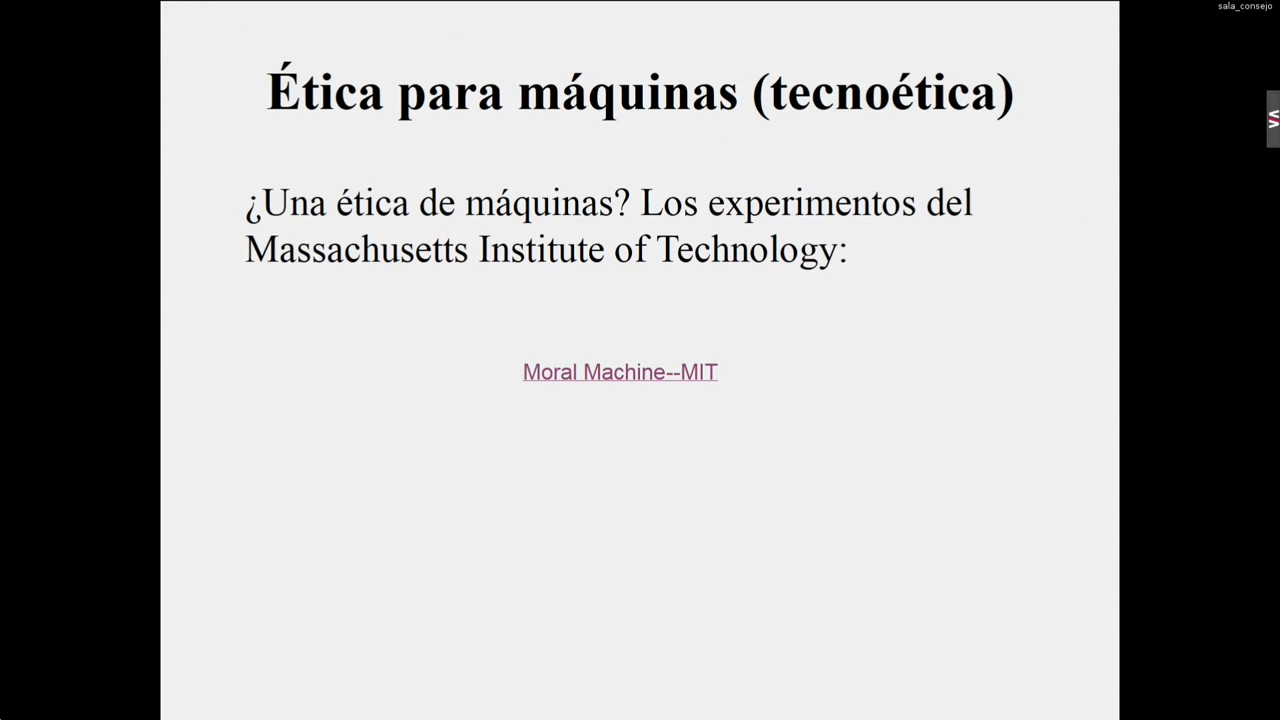 sala_consejo
Ética para máquinas (tecnoética)
¿Una ética de máquinas? Los experimentos del
Massachusetts Institute of Technology:
Moral Machine--MIT